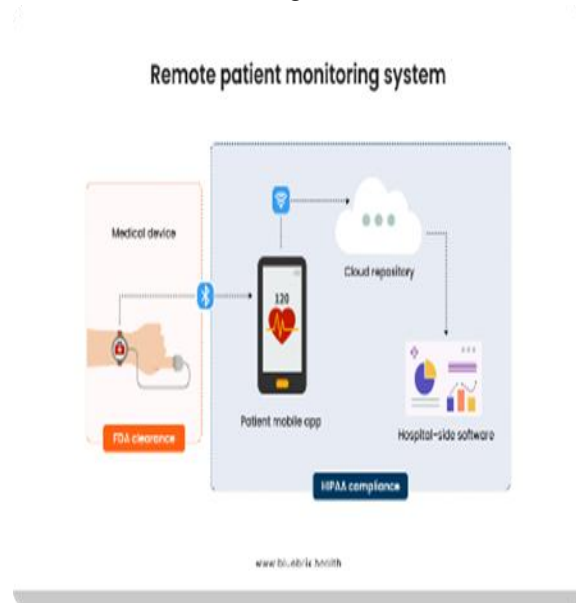 Remote patient monitoring system
Medical device
Cloud repository
120
Patient mobile app
Hospital-side software
FDA clearance
HIPAA compliance